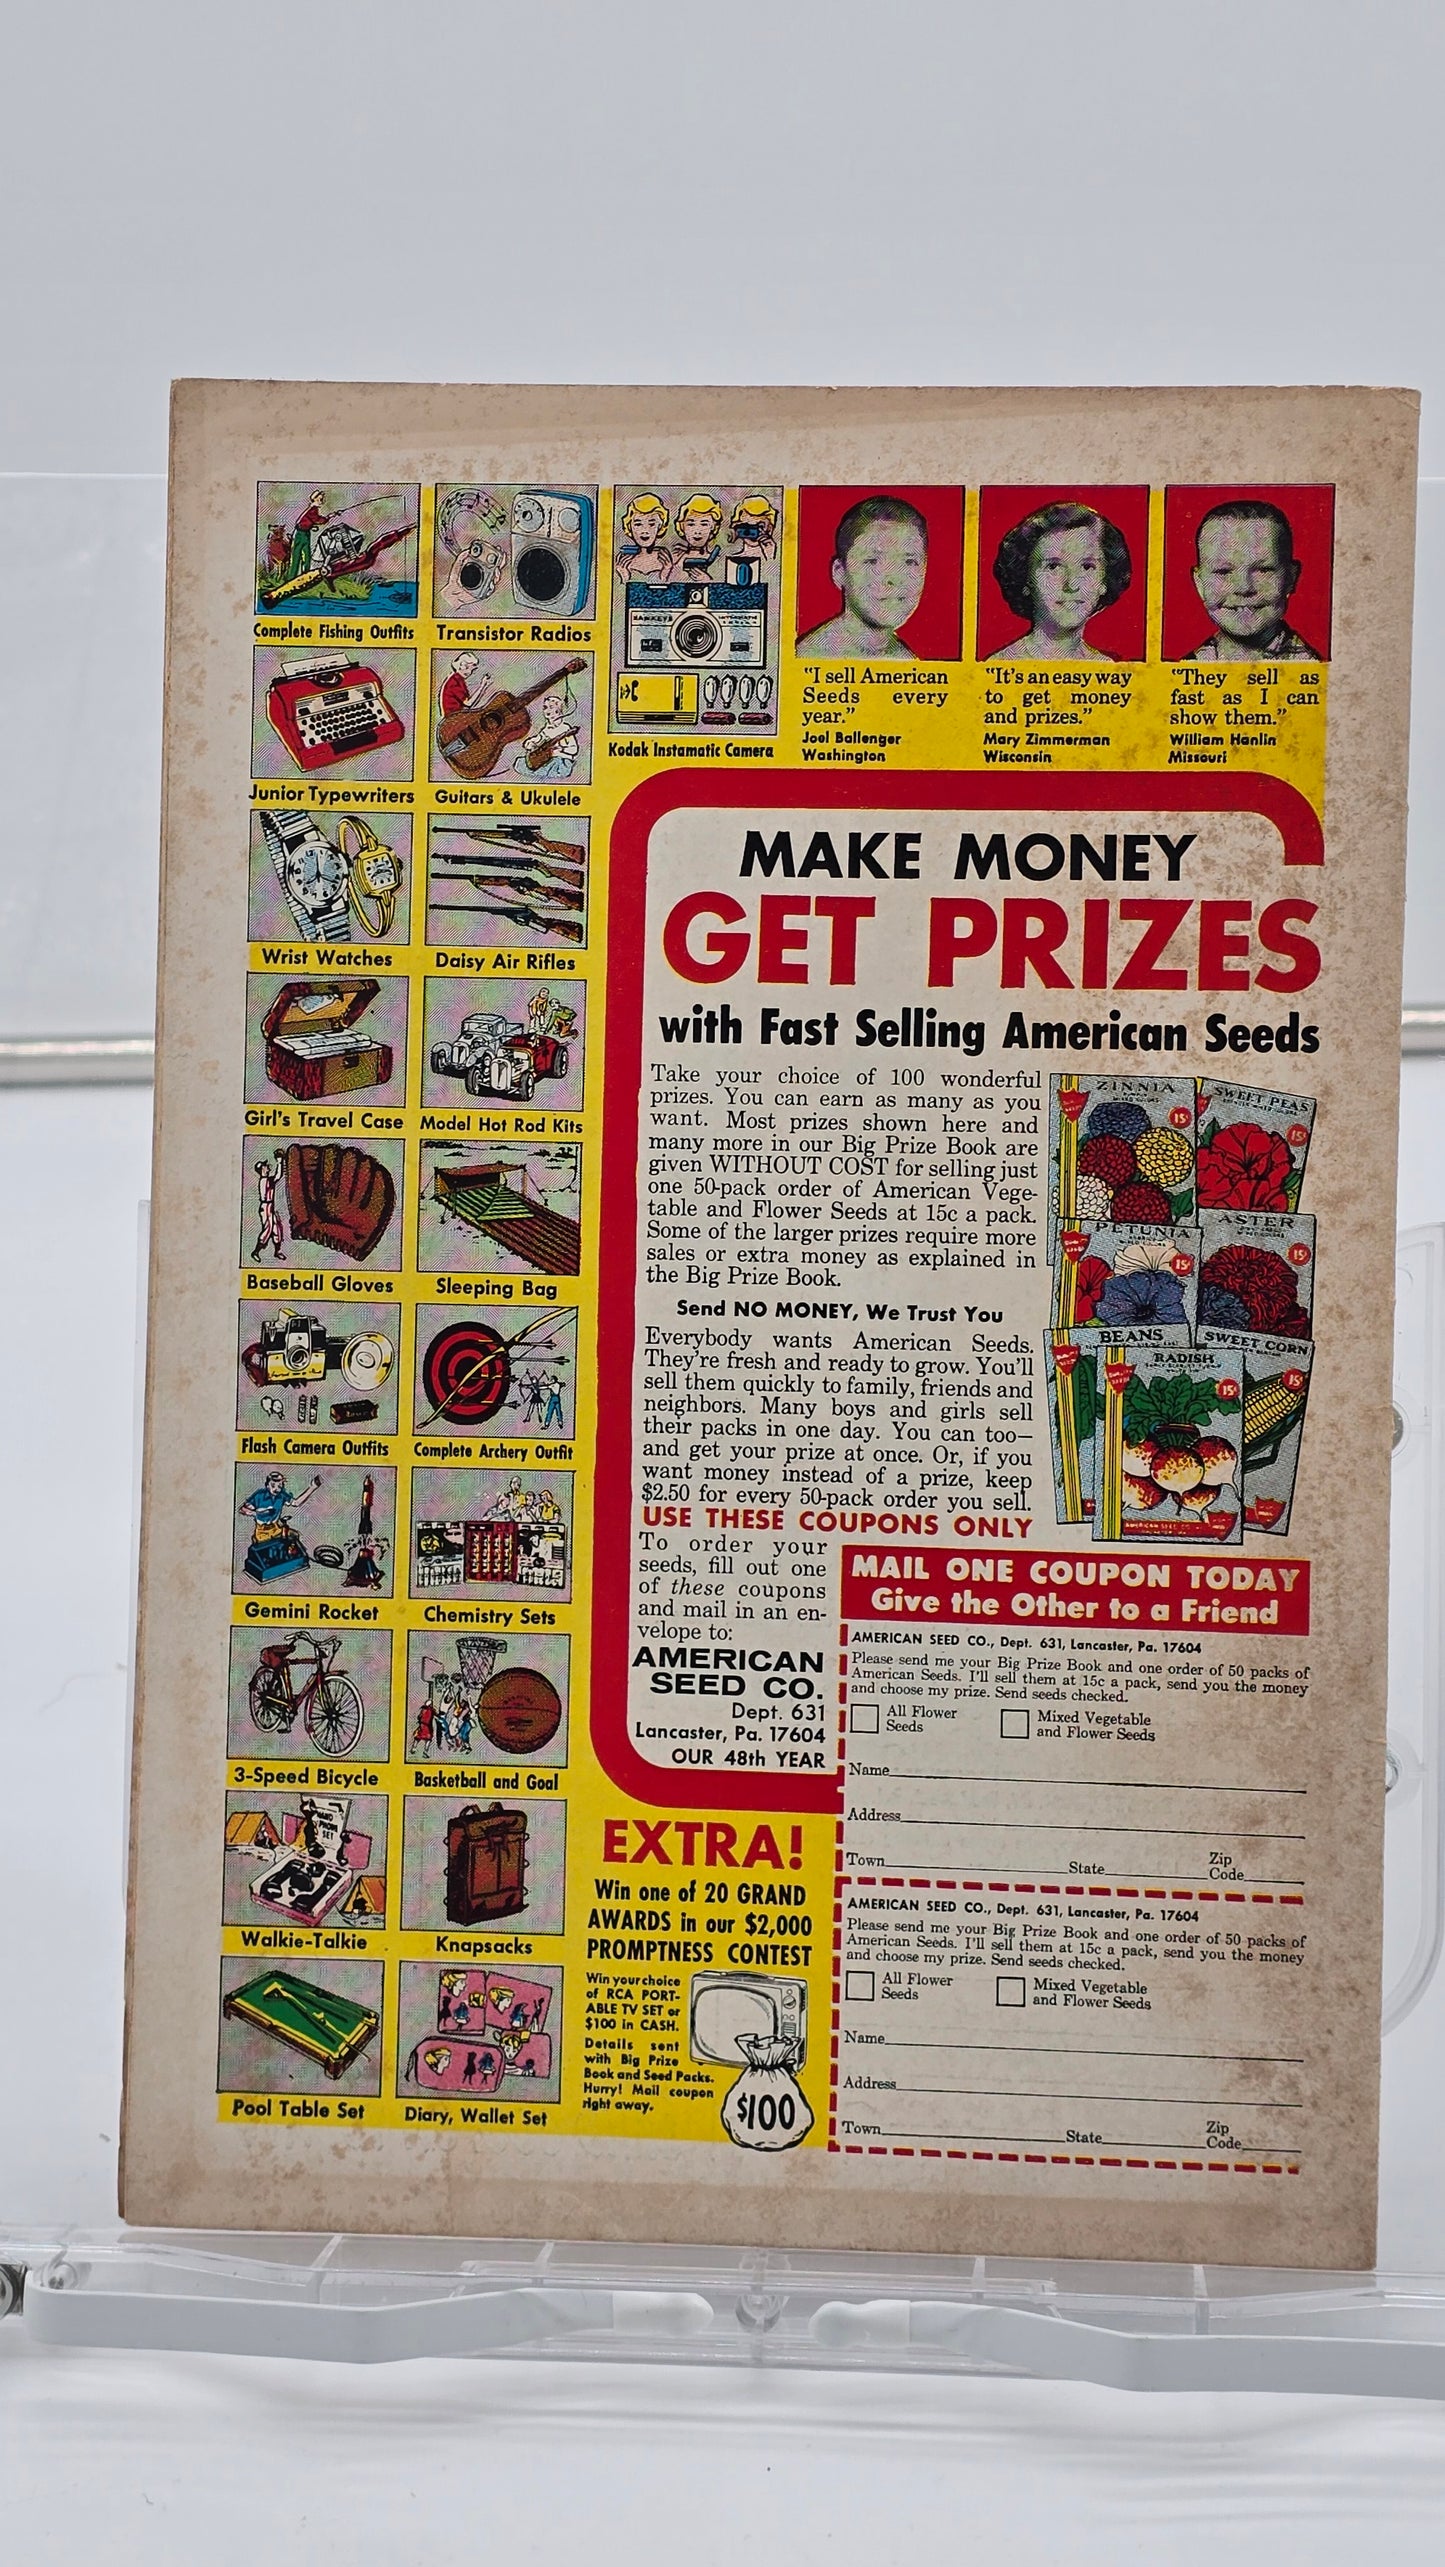 Complete Fishing Outfits
Transistor Radios
Junior Typewriters
Guitars & Ukulele
Kodak Instamatic Camera
Wrist Watches
Daisy Air Rifles
Girl's Travel Case
Model Hot Rod Kits
Baseball Gloves
Sleeping Bag
Flash Camera Outfits
Complete Archery Outfit
Gemini Rocket
Chemistry Sets
3-Speed Bicycle
Basketball and Goal
Walkie-Talkie
Knapsacks
Pool Table Set
Diary, Wallet Set
"I sell American
Seeds every
year."
Joel Ballenger
Washington
"It's an easy way
to get money
and prizes."
Mary Zimmerman
Wisconsin
"They sell as
fast as I can
show them."
William Hanlin
Missouri
MAKE MONEY
GET PRIZES
with Fast Selling American Seeds
Take your choice of 100 wonderful
prizes. You can earn as many as you
want. Most prizes shown here and
many more in our Big Prize Book are
given WITHOUT COST for selling just
one 50-pack order of American Vege-
table and Flower Seeds at 15c a pack.
Some of the larger prizes require more
sales or extra money as explained in
the Big Prize Book.
Send NO MONEY, We Trust You
Everybody wants American Seeds.
They're fresh and ready to grow. You'll
sell them quickly to family, friends and
neighbors. Many boys and girls sell
their packs in one day. You can too—
and get your prize at once. Or, if you
want money instead of a prize, keep
$2.50 for every 50-pack order you sell.
USE THESE COUPONS ONLY
To order your
seeds, fill out one
of these coupons
and mail in an en-
velope to:
AMERICAN
SEED CO.
Dept. 631
Lancaster, Pa. 17604
OUR 48th YEAR
ZINNIA
15¢
SWEET PEAS
15¢
PETUNIA
15¢
ASTER
15¢
BEANS
SWEET CORN
15¢
RADISH
15¢
MAIL ONE COUPON TODAY
Give the Other to a Friend
AMERICAN SEED CO., Dept. 631, Lancaster, Pa. 17604
Please send me your Big Prize Book and one order of 50 packs of
American Seeds. I'll sell them at 15c a pack, send you the money
and choose my prize. Send seeds checked.
All Flower
Seeds
Mixed Vegetable
and Flower Seeds
Name
Address
Town State Zip
Code
AMERICAN SEED CO., Dept. 631, Lancaster, Pa. 17604
Please send me your Big Prize Book and one order of 50 packs of
American Seeds. I'll sell them at 15c a pack, send you the money
and choose my prize. Send seeds checked.
All Flower
Seeds
Mixed Vegetable
and Flower Seeds
Name
Address
Town State Zip
Code
EXTRA!
Win one of 20 GRAND
AWARDS in our $2,000
PROMPTNESS CONTEST
Win your choice
of RCA PORT-
ABLE TV SET or
$100 in CASH.
Details sent
with Big Prize
Book and Seed Packs.
Hurry! Mail coupon
right away.
$100